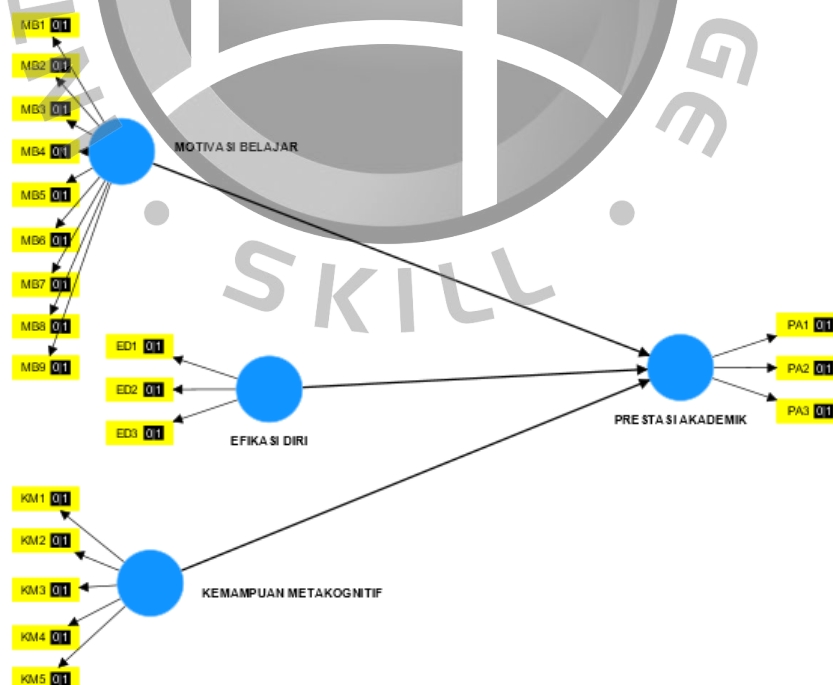 MB1 0|1
MB2 0|1
MB3 0|1
MB4 0|1
MB5 0|1
MB6 0|1
MB7 0|1
MB8 0|1
MB9 0|1
MOTIVASI BELAJAR
GE
• SKILL •
ED1 0|1
ED2 0|1
ED3 0|1
EFIKASI DIRI
PA1 0|1
PA2 0|1
PA3 0|1
PRESTASI AKADEMIK
KM1 0|1
KM2 0|1
KM3 0|1
KM4 0|1
KM5 0|1
KEMAMPUAN METAKOGNITIF